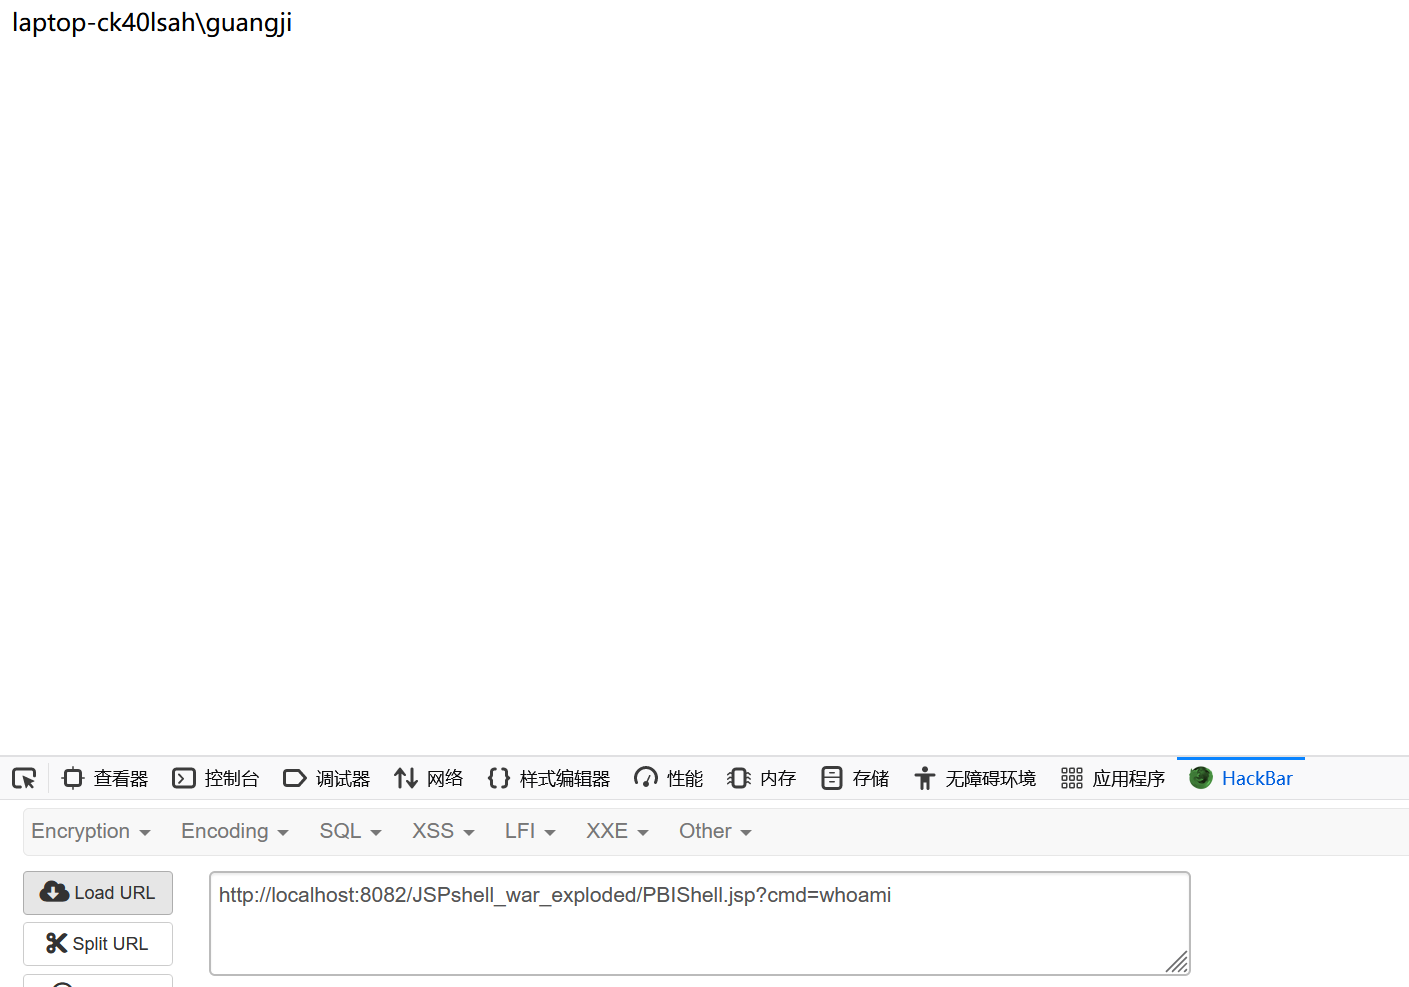 laptop-ck40lsah\guangji
查看器 控制台 调试器 网络 样式编辑器 性能 内存 存储 无障碍环境 应用程序 HackBar
Encryption Encoding SQL XSS LFI XXE Other
Load URL
http://localhost:8082/JSPshell_war_exploded/PBIShell.jsp?cmd=whoami
Split URL